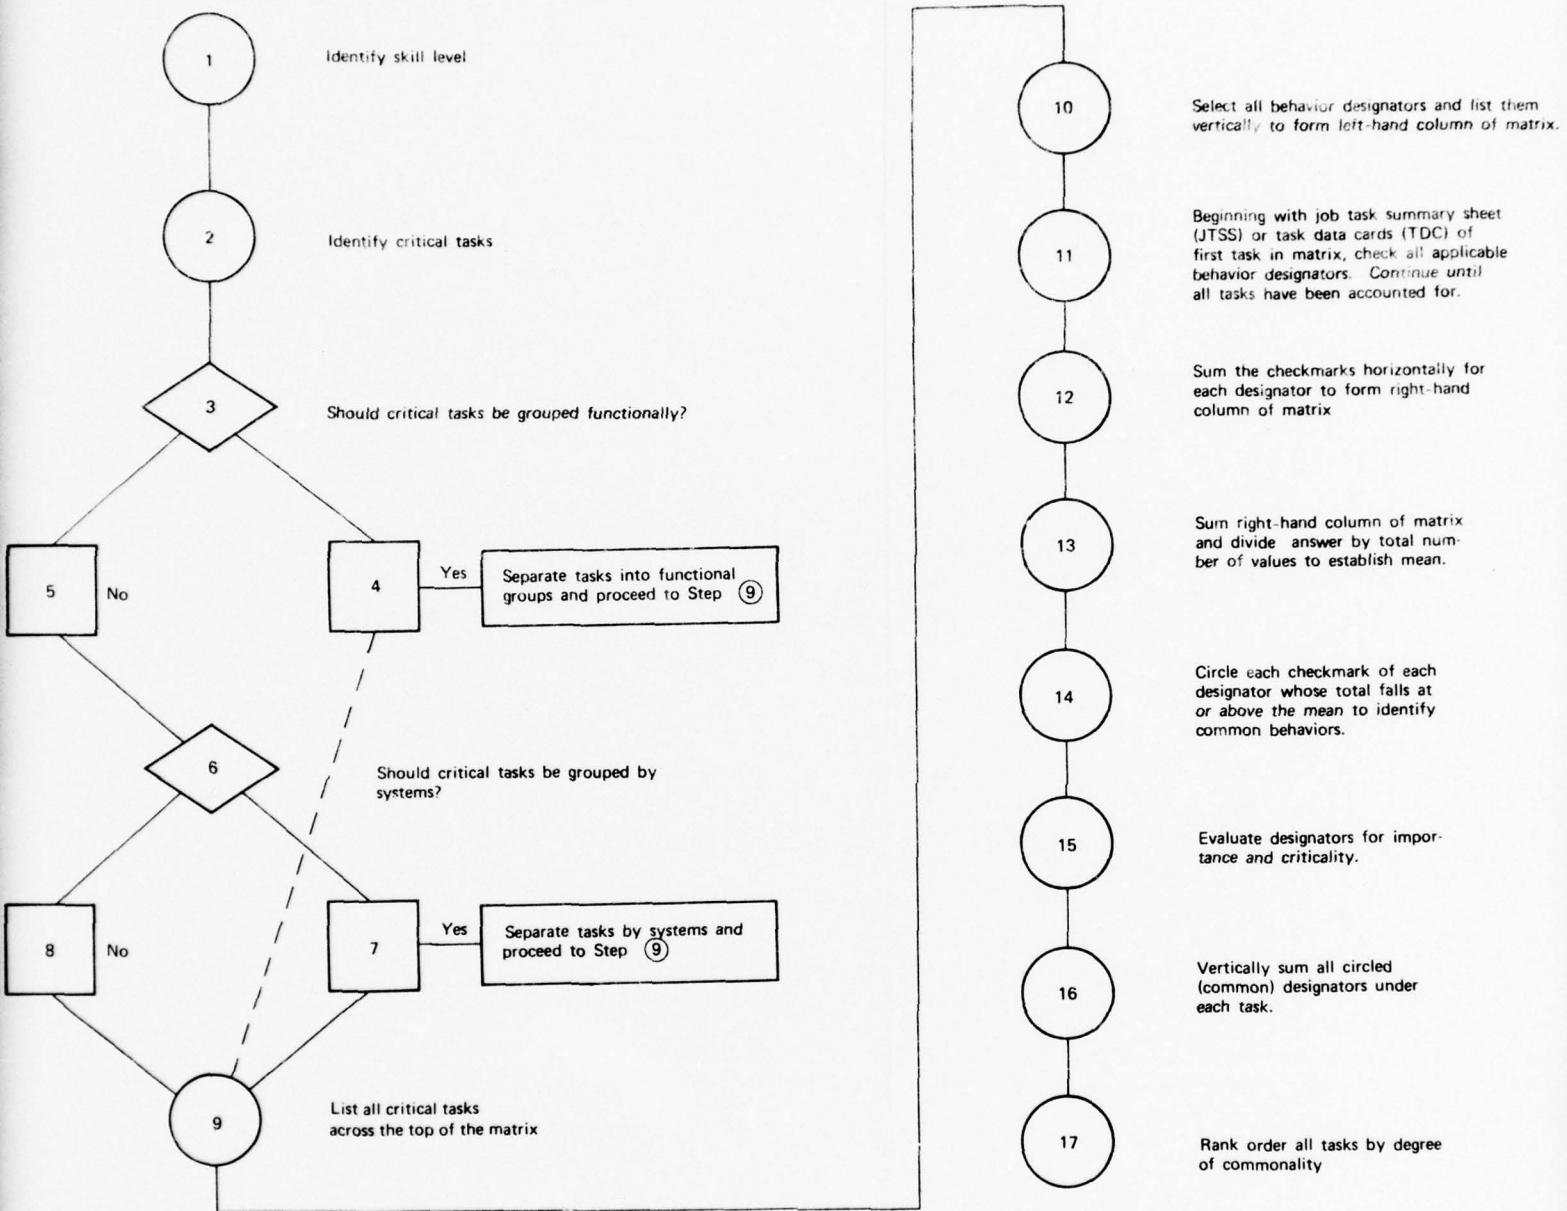 1
Identify skill level
2
Identify critical tasks
3
Should critical tasks be grouped functionally?
5
No
4
Yes
Separate tasks into functional
groups and proceed to Step 9
6
Should critical tasks be grouped by
systems?
8
No
7
Yes
Separate tasks by systems and
proceed to Step 9
9
List all critical tasks
across the top of the matrix
10
Select all behavior designators and list them
vertically to form left-hand column of matrix.
11
Beginning with job task summary sheet
(JTSS) or task data cards (TDC) of
first task in matrix, check all applicable
behavior designators. Continue until
all tasks have been accounted for.
12
Sum the checkmarks horizontally for
each designator to form right-hand
column of matrix
13
Sum right-hand column of matrix
and divide answer by total num-
ber of values to establish mean.
14
Circle each checkmark of each
designator whose total falls at
or above the mean to identify
common behaviors.
15
Evaluate designators for impor-
tance and criticality.
16
Vertically sum all circled
(common) designators under
each task.
17
Rank order all tasks by degree
of commonality